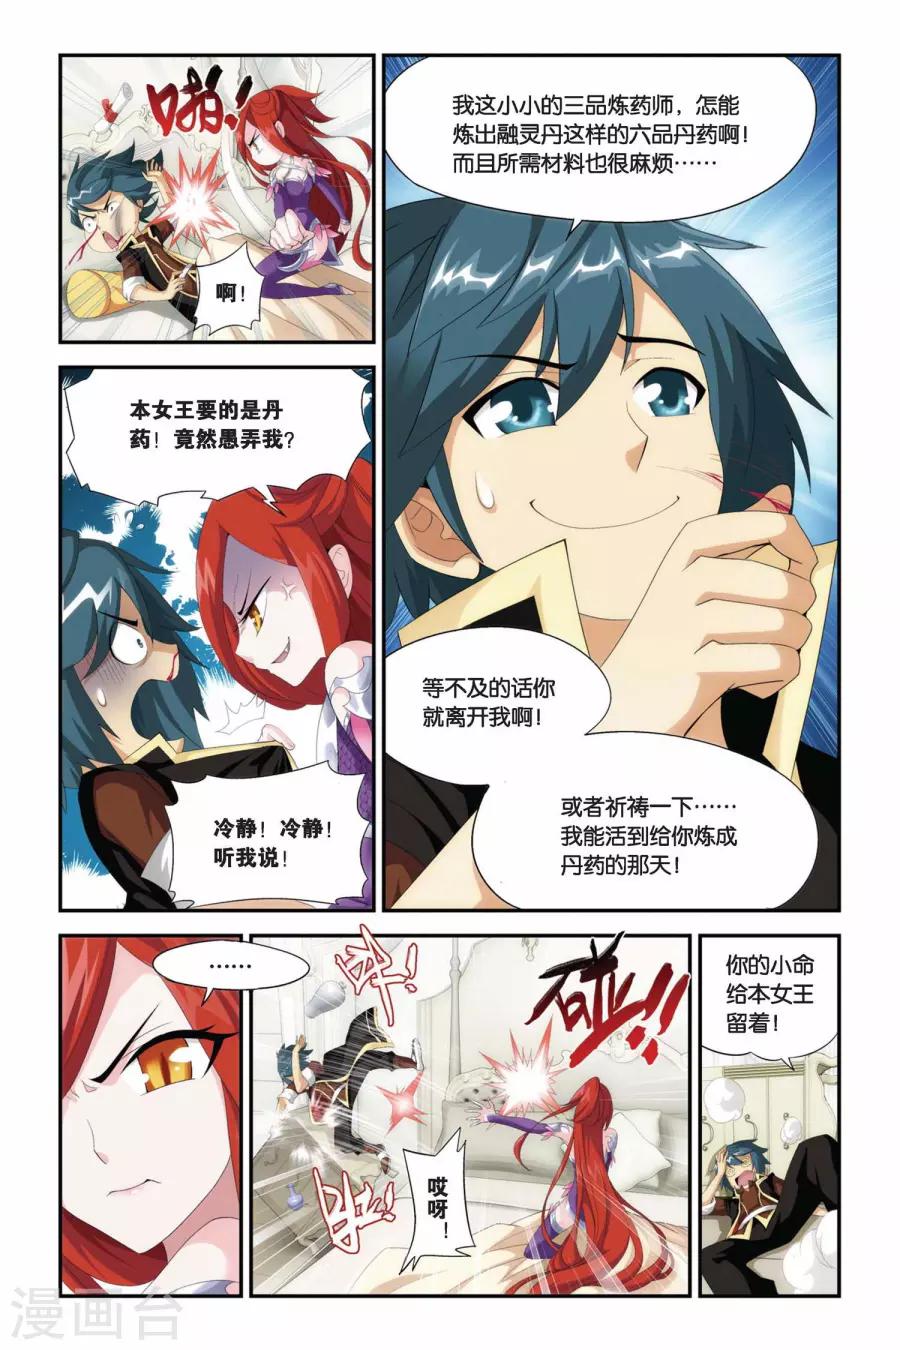 啪！
啊！
本女王要的是丹
药！竟然愚弄我？
冷静！冷静！
听我说！
我这小小的三品炼药师，怎能
炼出融灵丹这样的六品丹药啊！
而且所需材料也很麻烦……
等不及的话你
就离开我啊！
或者祈祷一下……
我能活到给你炼成
丹药的那天！
……
砰！
碰！！
哎
呀！
你的小命
给本女王
留着！
漫画台